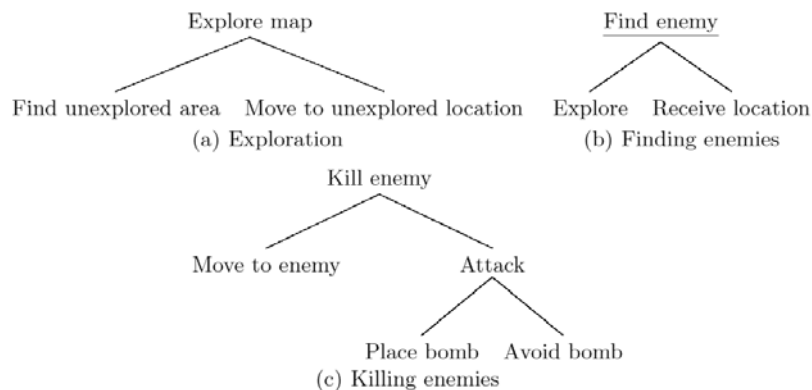 Explore map
Find enemy
Find unexplored area Move to unexplored location
Explore Receive location
(a) Exploration
(b) Finding enemies
Kill enemy
Move to enemy Attack
Place bomb Avoid bomb
(c) Killing enemies